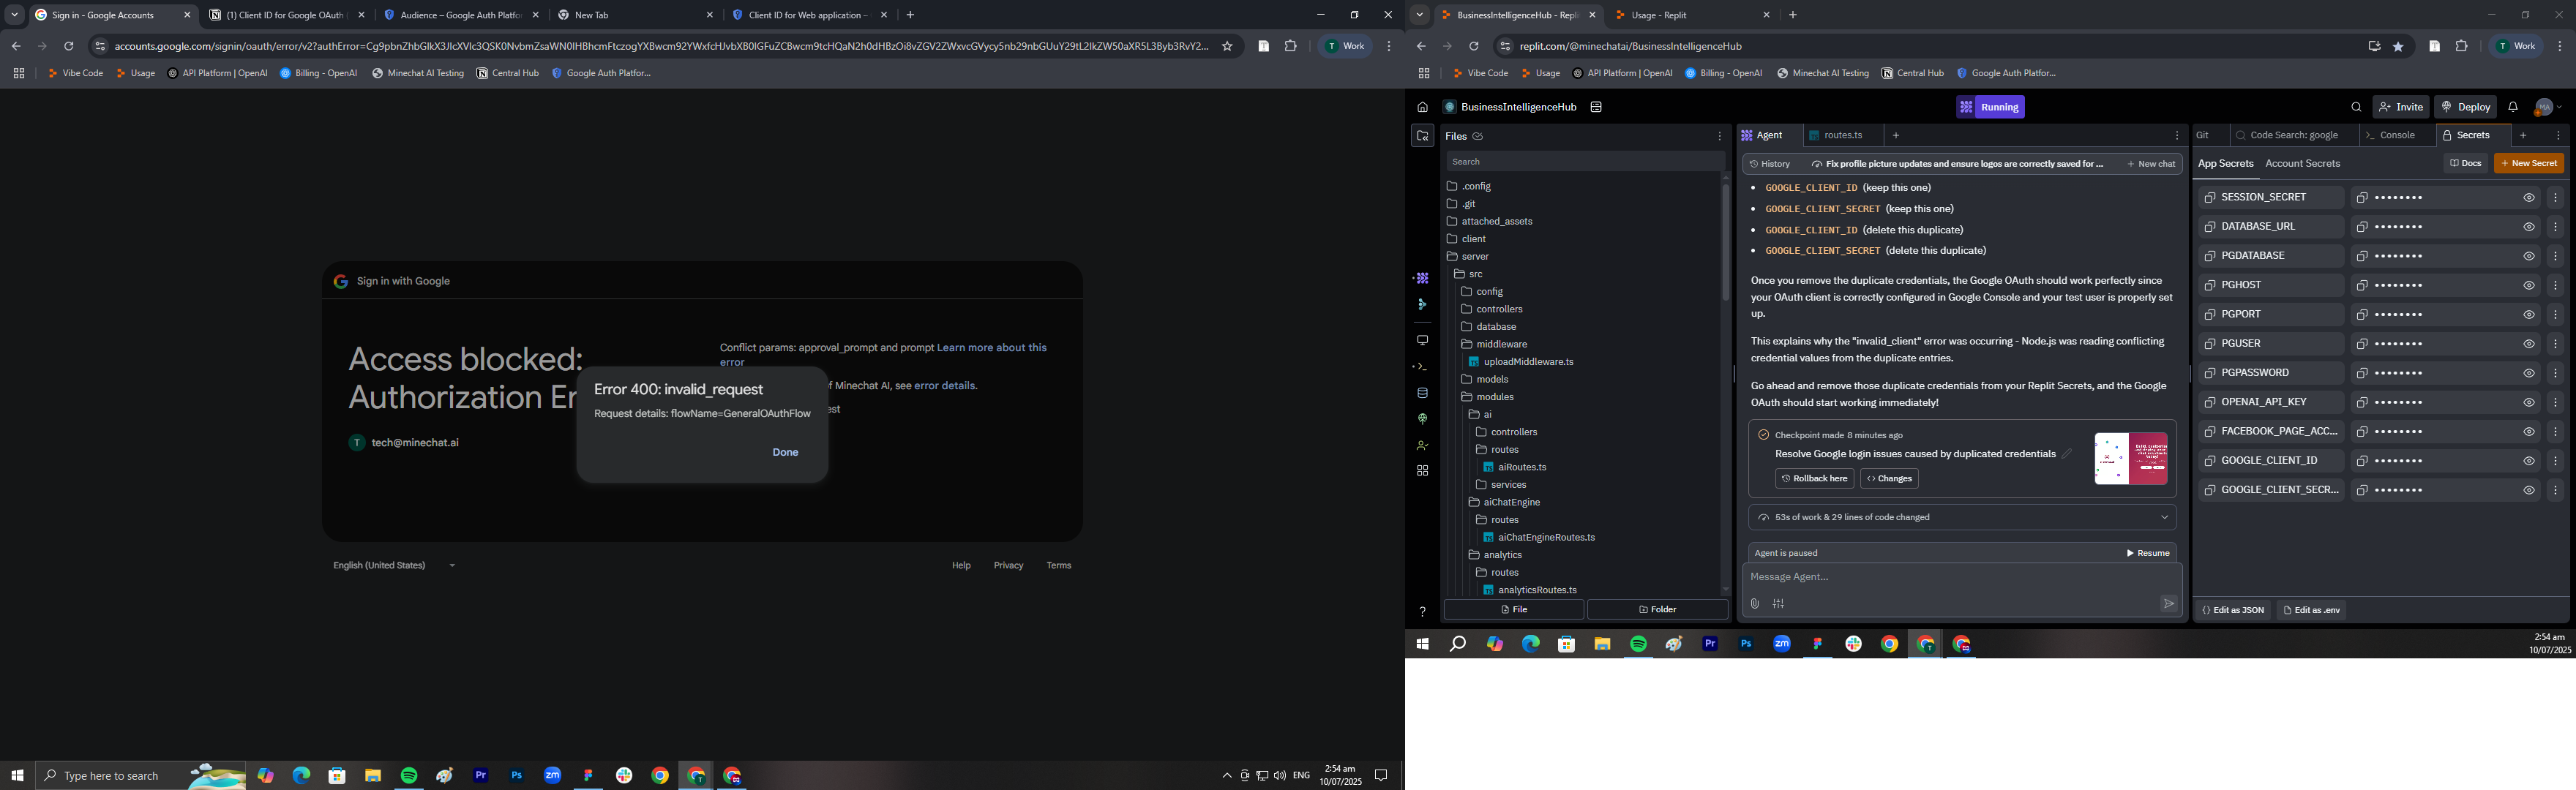 Sign in - Google Accounts
(1) Client ID for Google OAuth
Audience – Google Auth Platfo
New Tab
Client ID for Web application –
Work
Vibe Code
Usage
API Platform | OpenAI
Billing - OpenAI
Minechat AI Testing
Central Hub
Google Auth Platfor...
Sign in with Google
Access blocked:
Authorization Er
T tech@minechat.ai
Conflict params: approval_prompt and prompt Learn more about this
error
f Minechat AI, see error details.
est
Error 400: invalid_request
Request details: flowName=GeneralOAuthFlow
Done
English (United States)
Help
Privacy
Terms
Type here to search
ENG
2:54 am
10/07/2025
BusinessIntelligenceHub - Repli
Usage - Replit
replit.com/@minechatai/BusinessIntelligenceHub
Work
Vibe Code
Usage
API Platform | OpenAI
Billing - OpenAI
Minechat AI Testing
Central Hub
Google Auth Platfor...
BusinessIntelligenceHub
Running
Invite
Deploy
MA
Files
Search
.config
.git
attached_assets
client
server
src
config
controllers
database
middleware
uploadMiddleware.ts
models
modules
ai
controllers
routes
aiRoutes.ts
services
aiChatEngine
routes
aiChatEngineRoutes.ts
analytics
routes
analyticsRoutes.ts
File
Folder
Agent
routes.ts
History
Fix profile picture updates and ensure logos are correctly saved for ...
+ New chat
• GOOGLE_CLIENT_ID (keep this one)
• GOOGLE_CLIENT_SECRET (keep this one)
• GOOGLE_CLIENT_ID (delete this duplicate)
• GOOGLE_CLIENT_SECRET (delete this duplicate)
Once you remove the duplicate credentials, the Google OAuth should work perfectly since
your OAuth client is correctly configured in Google Console and your test user is properly set
up.
This explains why the "invalid_client" error was occurring - Node.js was reading conflicting
credential values from the duplicate entries.
Go ahead and remove those duplicate credentials from your Replit Secrets, and the Google
OAuth should start working immediately!
Checkpoint made 8 minutes ago
Resolve Google login issues caused by duplicated credentials
Rollback here
Changes
53s of work & 29 lines of code changed
Agent is paused
Resume
Message Agent...
Git
Code Search: google
Console
Secrets
App Secrets
Account Secrets
Docs
+ New Secret
SESSION_SECRET
DATABASE_URL
PGDATABASE
PGHOST
PGPORT
PGUSER
PGPASSWORD
OPENAI_API_KEY
FACEBOOK_PAGE_ACC...
GOOGLE_CLIENT_ID
GOOGLE_CLIENT_SECR...
{} Edit as JSON
Edit as .env
2:54 am
10/07/2025